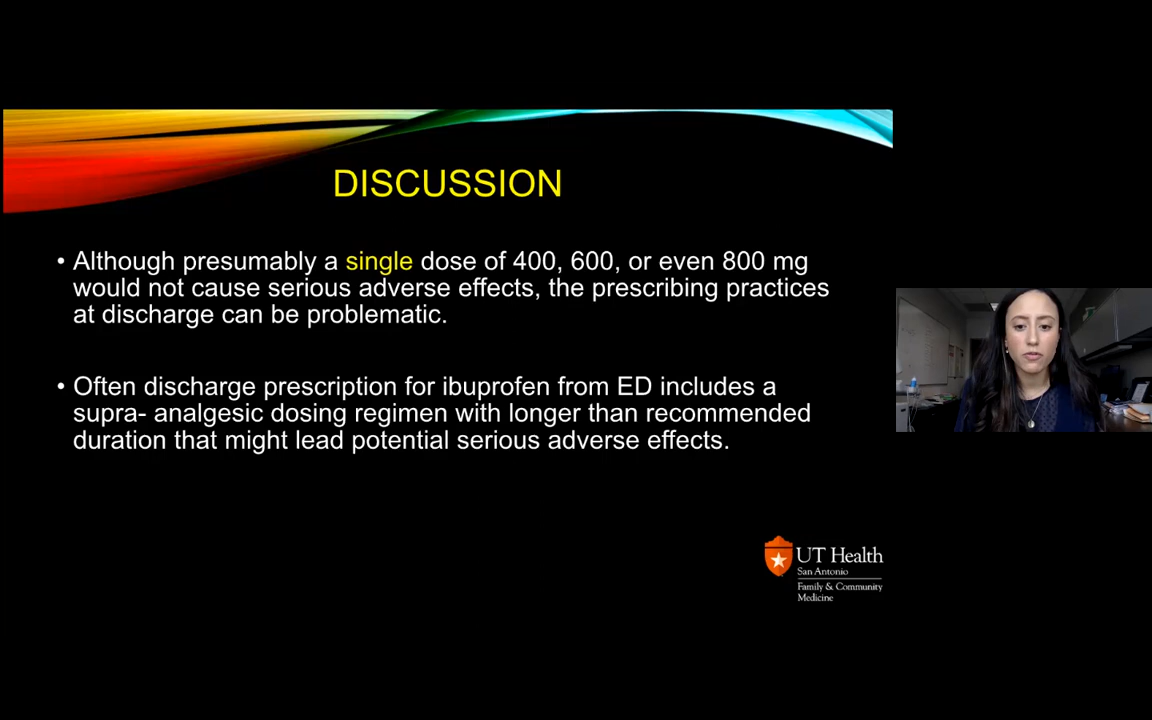 DISCUSSION
• Although presumably a single dose of 400, 600, or even 800 mg
would not cause serious adverse effects, the prescribing practices
at discharge can be problematic.
• Often discharge prescription for ibuprofen from ED includes a
supra- analgesic dosing regimen with longer than recommended
duration that might lead potential serious adverse effects.
UT Health
San Antonio
Family & Community
Medicine